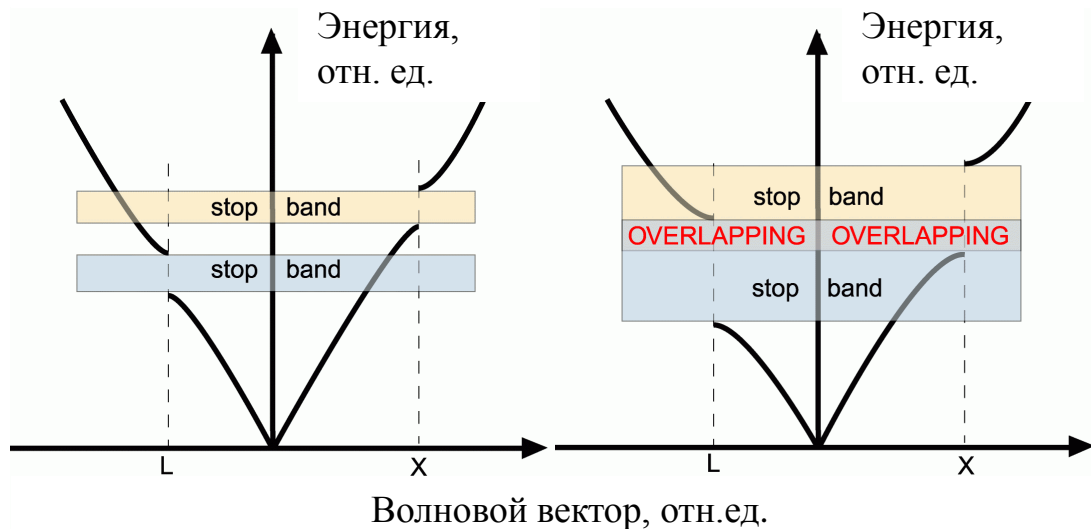 Энергия,
отн. ед.
stop band
stop band
L
X
Энергия,
отн. ед.
stop band
OVERLAPPING OVERLAPPING
stop band
L
X
Волновой вектор, отн.ед.